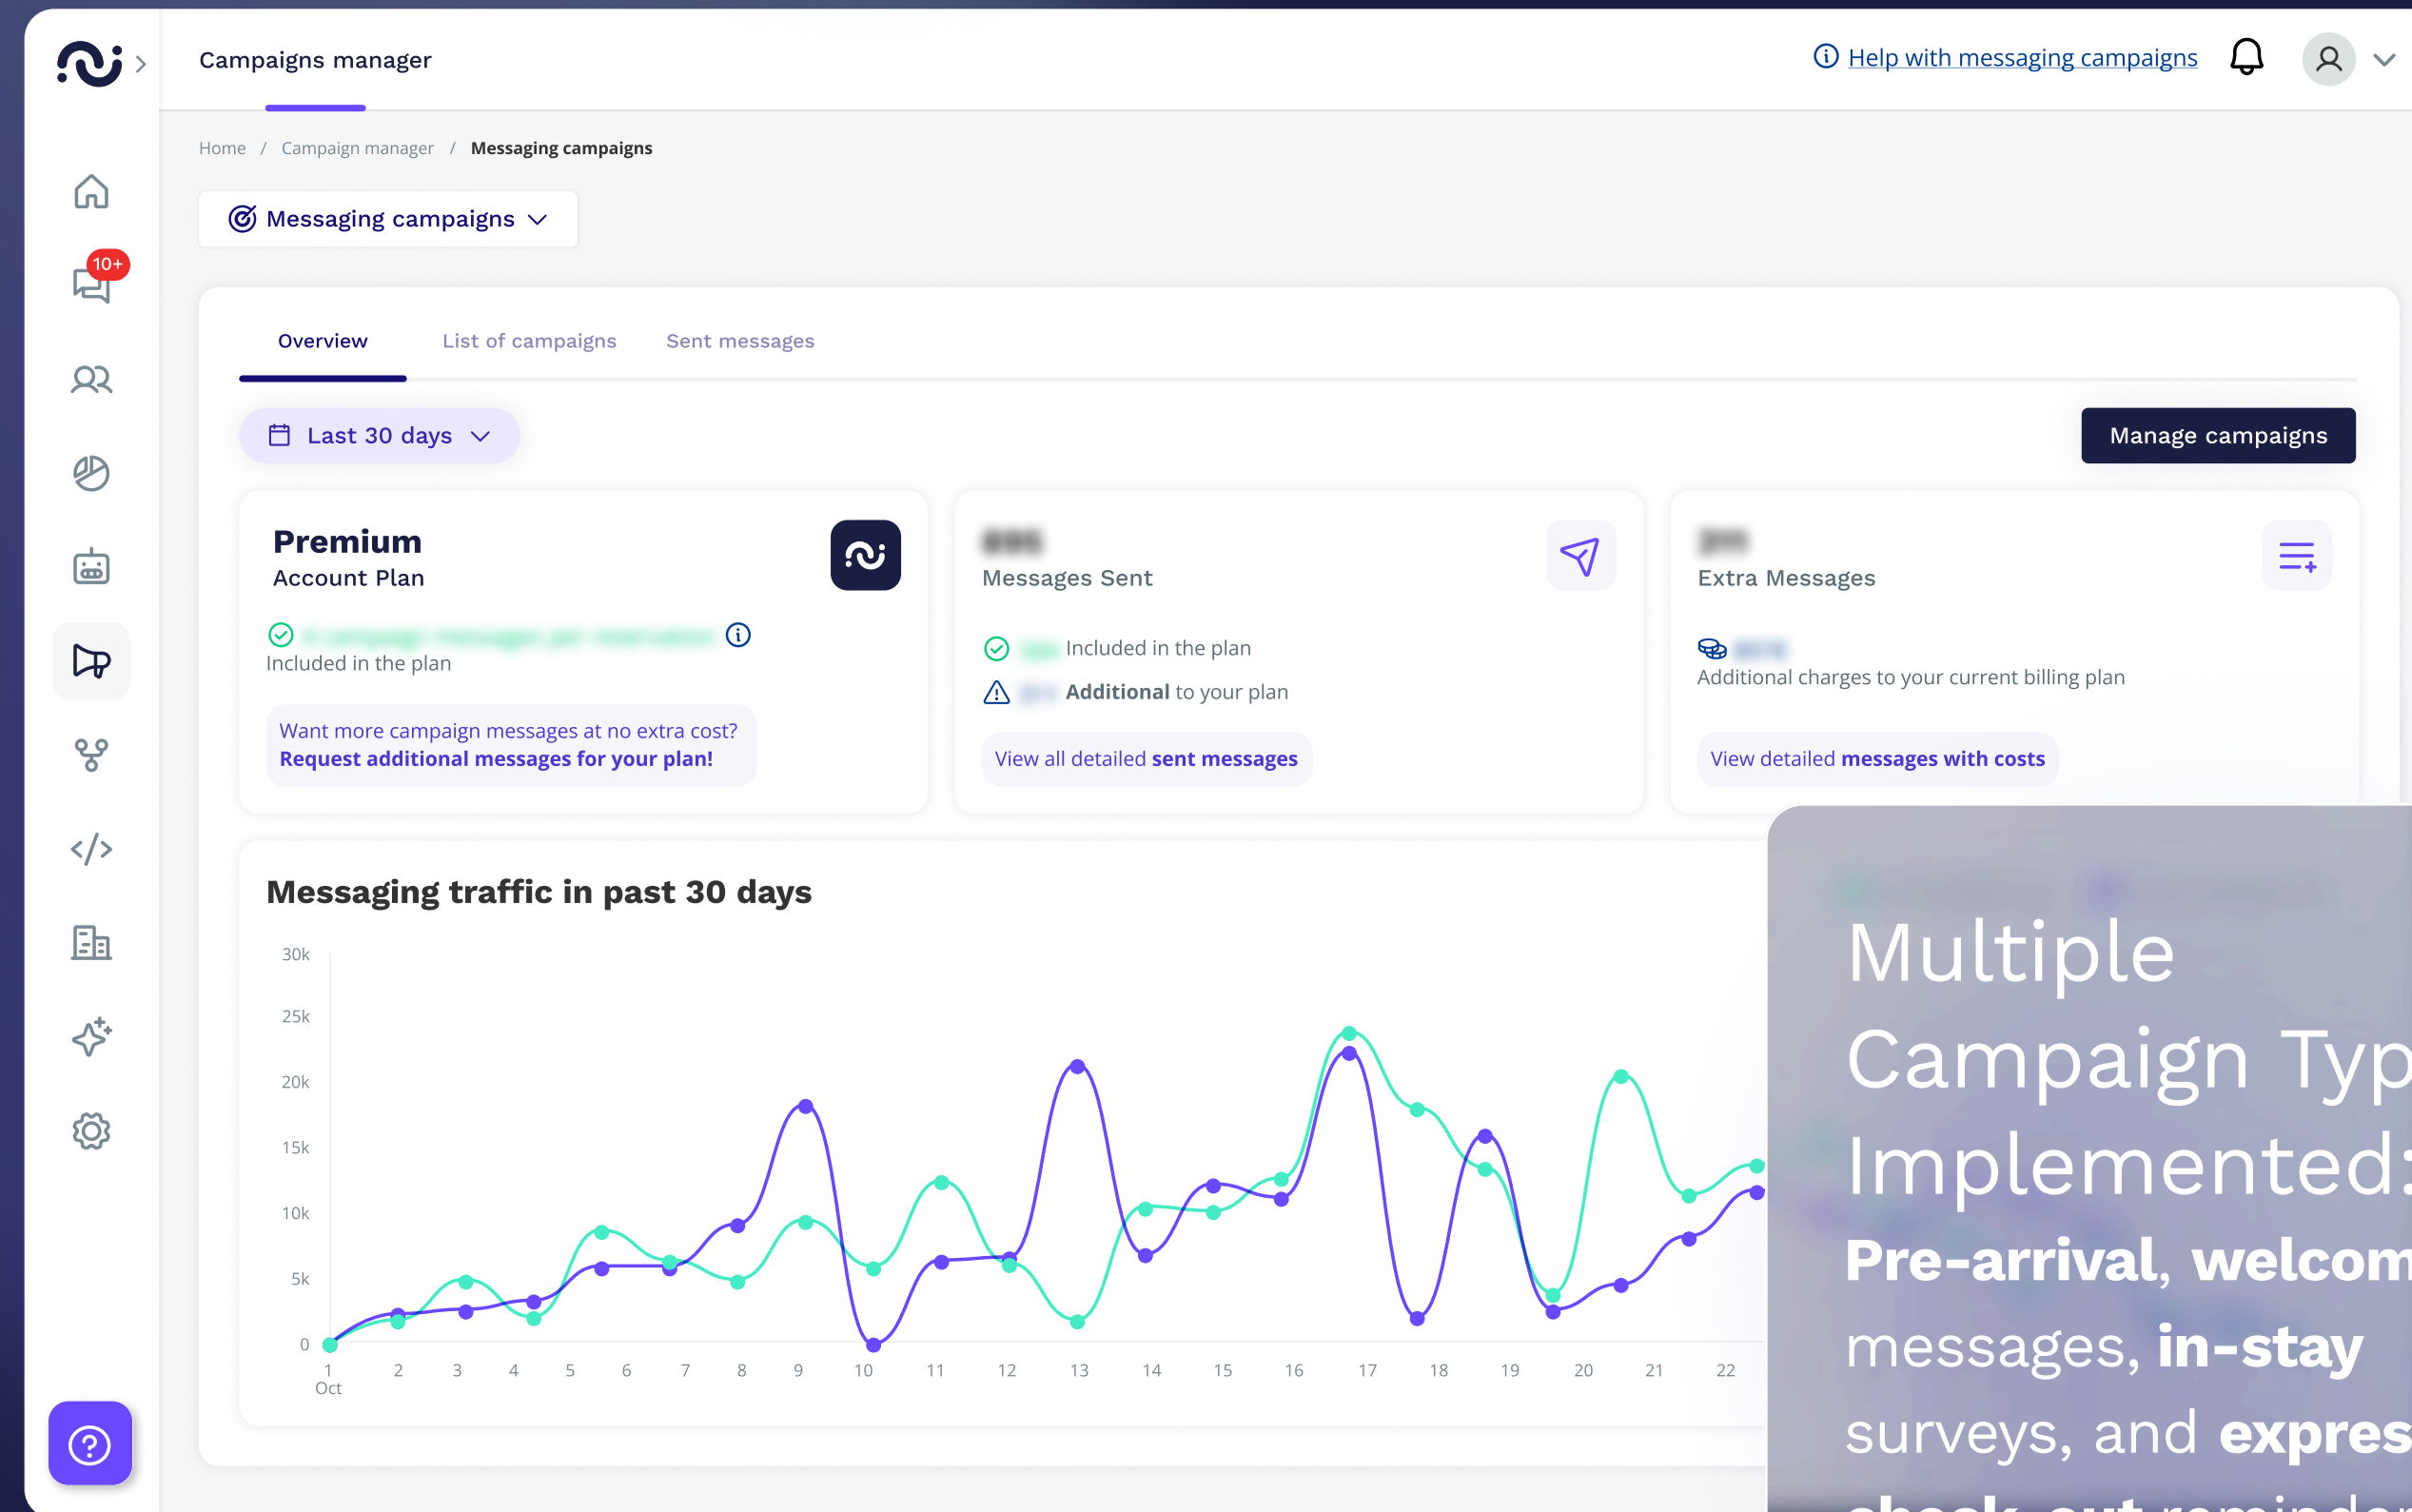 Campaigns manager
Help with messaging campaigns
Home / Campaign manager / Messaging campaigns
10+
Messaging campaigns
Overview
List of campaigns
Sent messages
Last 30 days
Manage campaigns
Premium
Account Plan
Included in the plan
Want more campaign messages at no extra cost?
Request additional messages for your plan!
Messages Sent
Included in the plan
Additional to your plan
View all detailed sent messages
Extra Messages
Additional charges to your current billing plan
View detailed messages with costs
Messaging traffic in past 30 days
30k
25k
20k
15k
10k
5k
0
1 2 3 4 5 6 7 8 9 10 11 12 13 14 15 16 17 18 19 20 21 22
Oct
Multiple
Campaign Typ
Implemented:
Pre-arrival, welcom
messages, in-stay
surveys, and expres